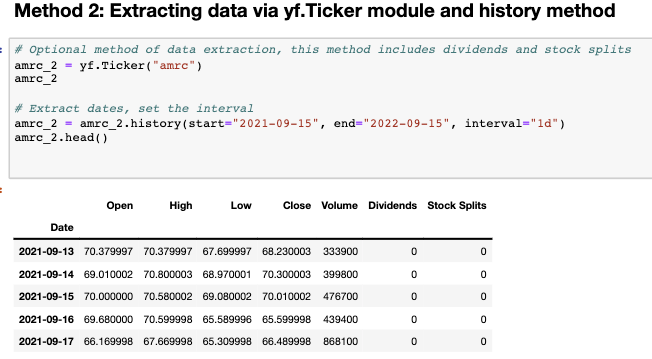 Method 2: Extracting data via yf.Ticker module and history method
# Optional method of data extraction, this method includes dividends and stock splits
amrc_2 = yf.Ticker("amrc")
amrc_2
# Extract dates, set the interval
amrc_2 = amrc_2.history(start="2021-09-15", end="2022-09-15", interval="1d")
amrc_2.head()
Open High Low Close Volume Dividends Stock Splits
Date
2021-09-13 70.379997 70.379997 67.699997 68.230003 333900 0 0
2021-09-14 69.010002 70.800003 68.970001 70.300003 399800 0 0
2021-09-15 70.000000 70.580002 69.080002 70.010002 476700 0 0
2021-09-16 69.680000 70.599998 65.589996 65.599998 439400 0 0
2021-09-17 66.169998 67.669998 65.309998 66.489998 868100 0 0